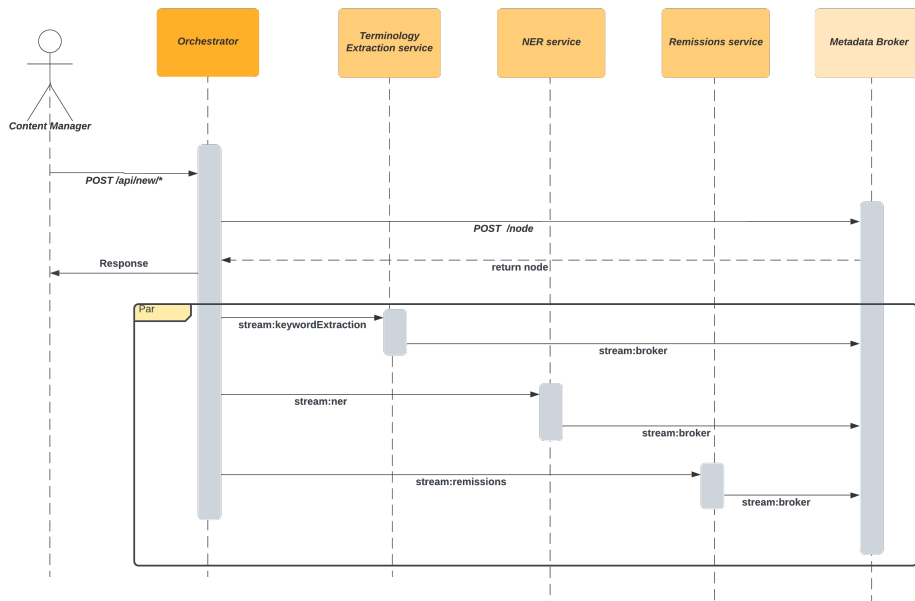 Orchestrator
Terminology
Extraction service
NER service
Remissions service
Metadata Broker
Content Manager
POST /api/new/*
POST /node
return node
Response
Par
stream:keywordExtraction
stream:broker
stream:ner
stream:broker
stream:remissions
stream:broker